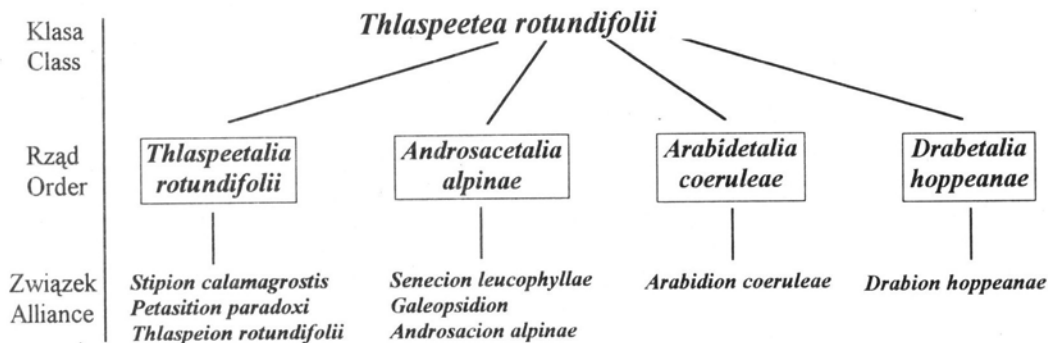 Klasa
Class
Thlaspeetea rotundifolii
Rząd
Order
Thlaspeetalia
rotundifolii
Androsacetalia
alpinae
Arabidetalia
coeruleae
Drabetalia
hoppeanae
Związek
Alliance
Stipion calamagrostis
Petasition paradoxi
Thlaspeion rotundifolii
Senecion leucophyllae
Galeopsidion
Androsacion alpinae
Arabidion coeruleae
Drabion hoppeanae